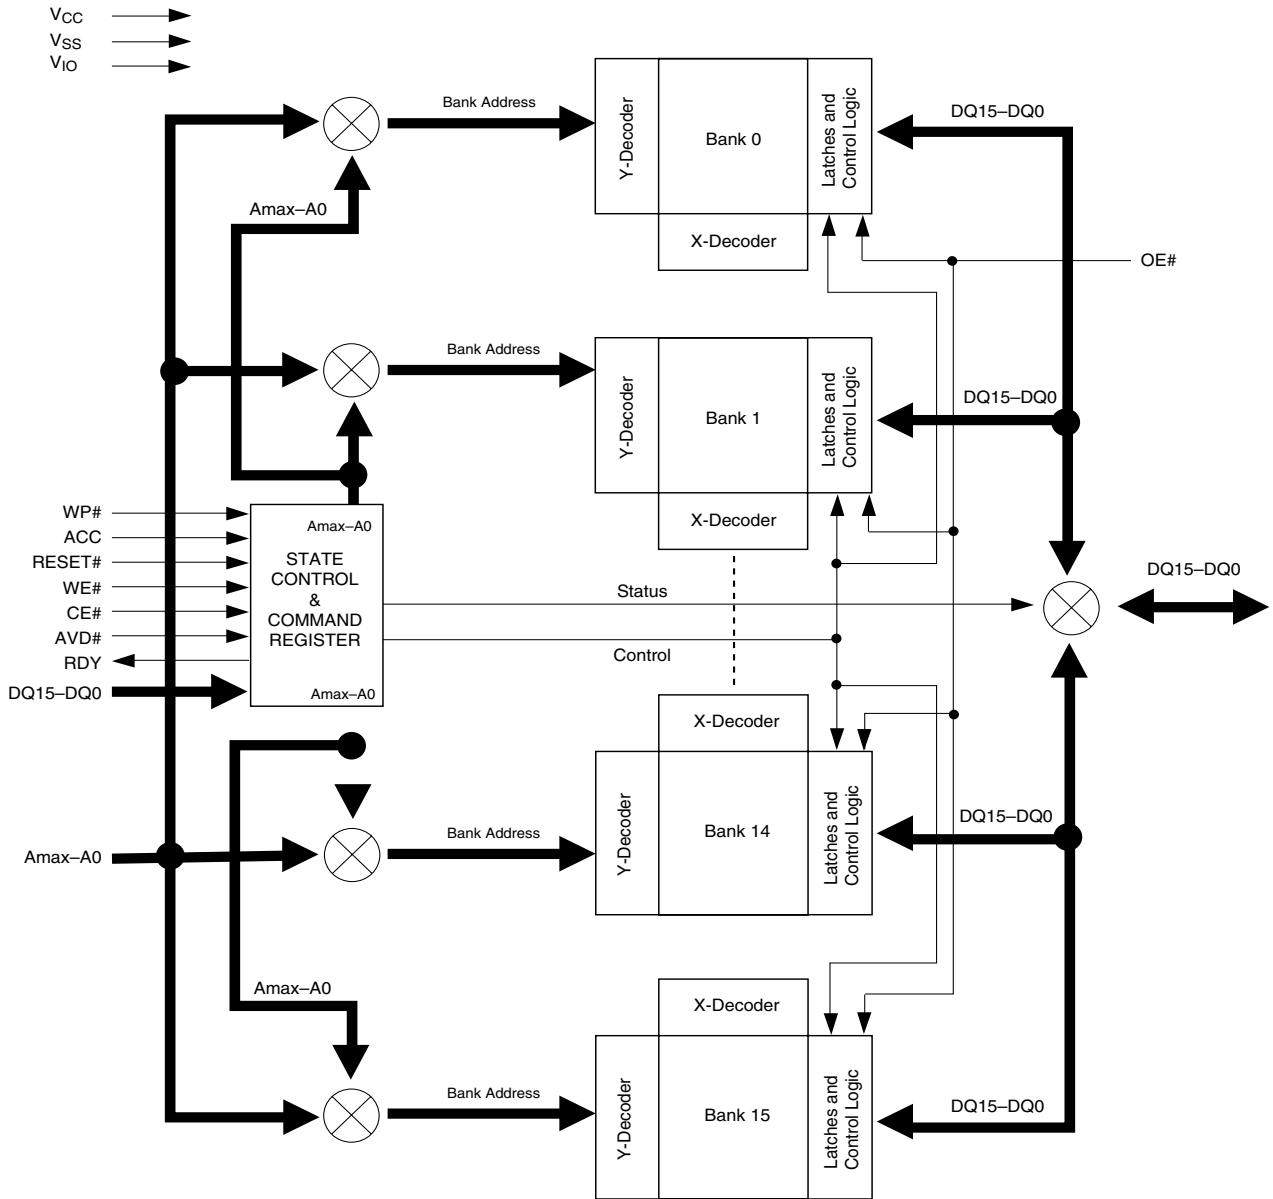 VCC
VSS
VIO
Bank Address
Y-Decoder
Bank 0
Latches and
Control Logic
DQ15–DQ0
X-Decoder
Amax–A0
OE#
Bank Address
Y-Decoder
Bank 1
Latches and
Control Logic
DQ15–DQ0
X-Decoder
WP#
ACC
RESET#
WE#
CE#
AVD#
RDY
DQ15–DQ0
Amax–A0
STATE
CONTROL
&
COMMAND
REGISTER
Amax–A0
Status
Control
DQ15–DQ0
X-Decoder
Amax–A0
Bank Address
Y-Decoder
Bank 14
Latches and
Control Logic
DQ15–DQ0
Amax–A0
X-Decoder
Bank Address
Y-Decoder
Bank 15
Latches and
Control Logic
DQ15–DQ0